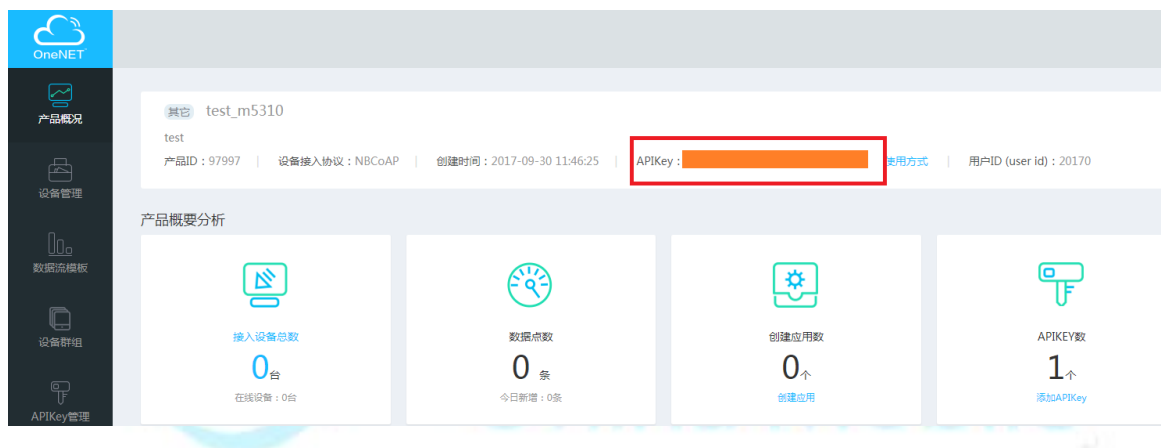 OneNET
产品概况
设备管理
数据流模板
设备群组
APIKey管理
其它 test_m5310
test
产品ID：97997 | 设备接入协议：NBCoAP | 创建时间：2017-09-30 11:46:25 | APIKey： 使用方式 | 用户ID (user id)：20170
产品概要分析
接入设备总数
0台
在线设备：0台
数据点数
0 条
今日新增：0条
创建应用数
0个
创建应用
APIKEY数
1个
添加APIKey